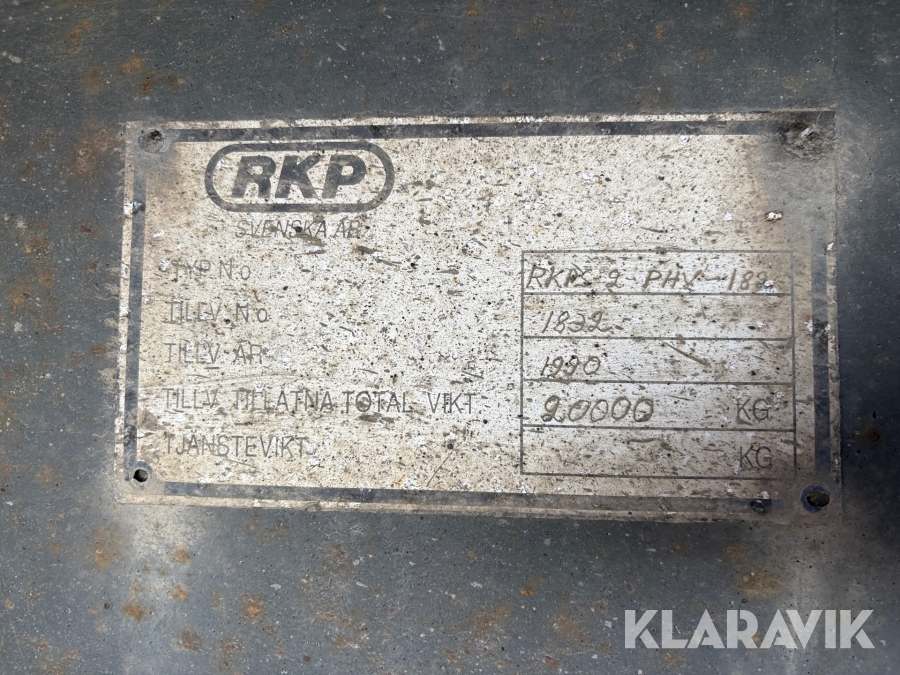 RKP
SVENSKA AB
TYP N.o RKP 2 PHV-182
TILLV. N.o 1832
TILLV. ÅR 1990
TILLV. TILLÅTNA TOTAL VIKT 20000 KG
TJÄNSTEVIKT KG
KLARAVIK